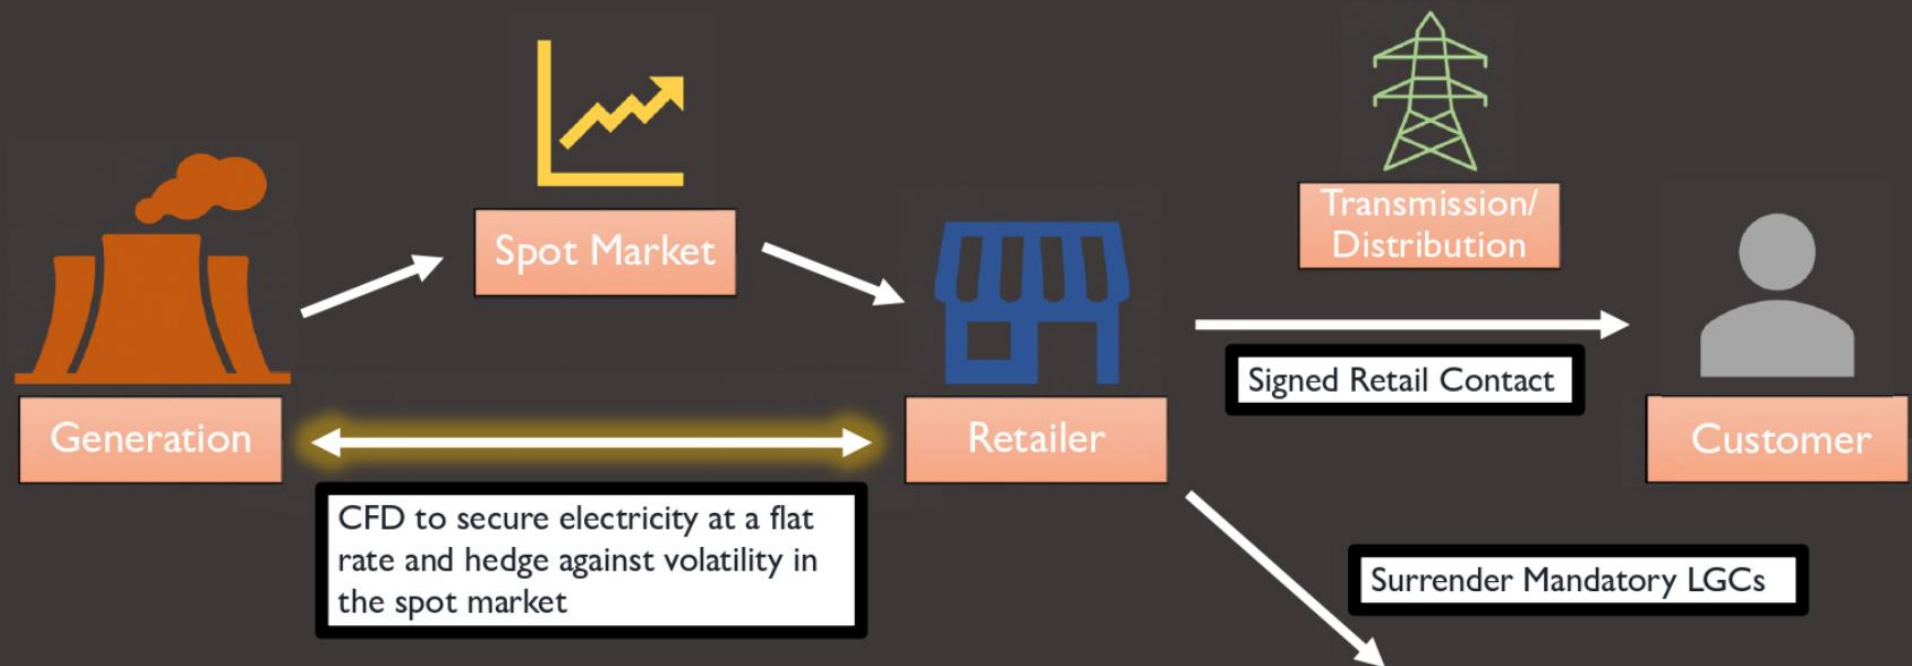 Spot Market
Transmission/
Distribution
Signed Retail Contact
Generation
Retailer
Customer
CFD to secure electricity at a flat
rate and hedge against volatility in
the spot market
Surrender Mandatory LGCs